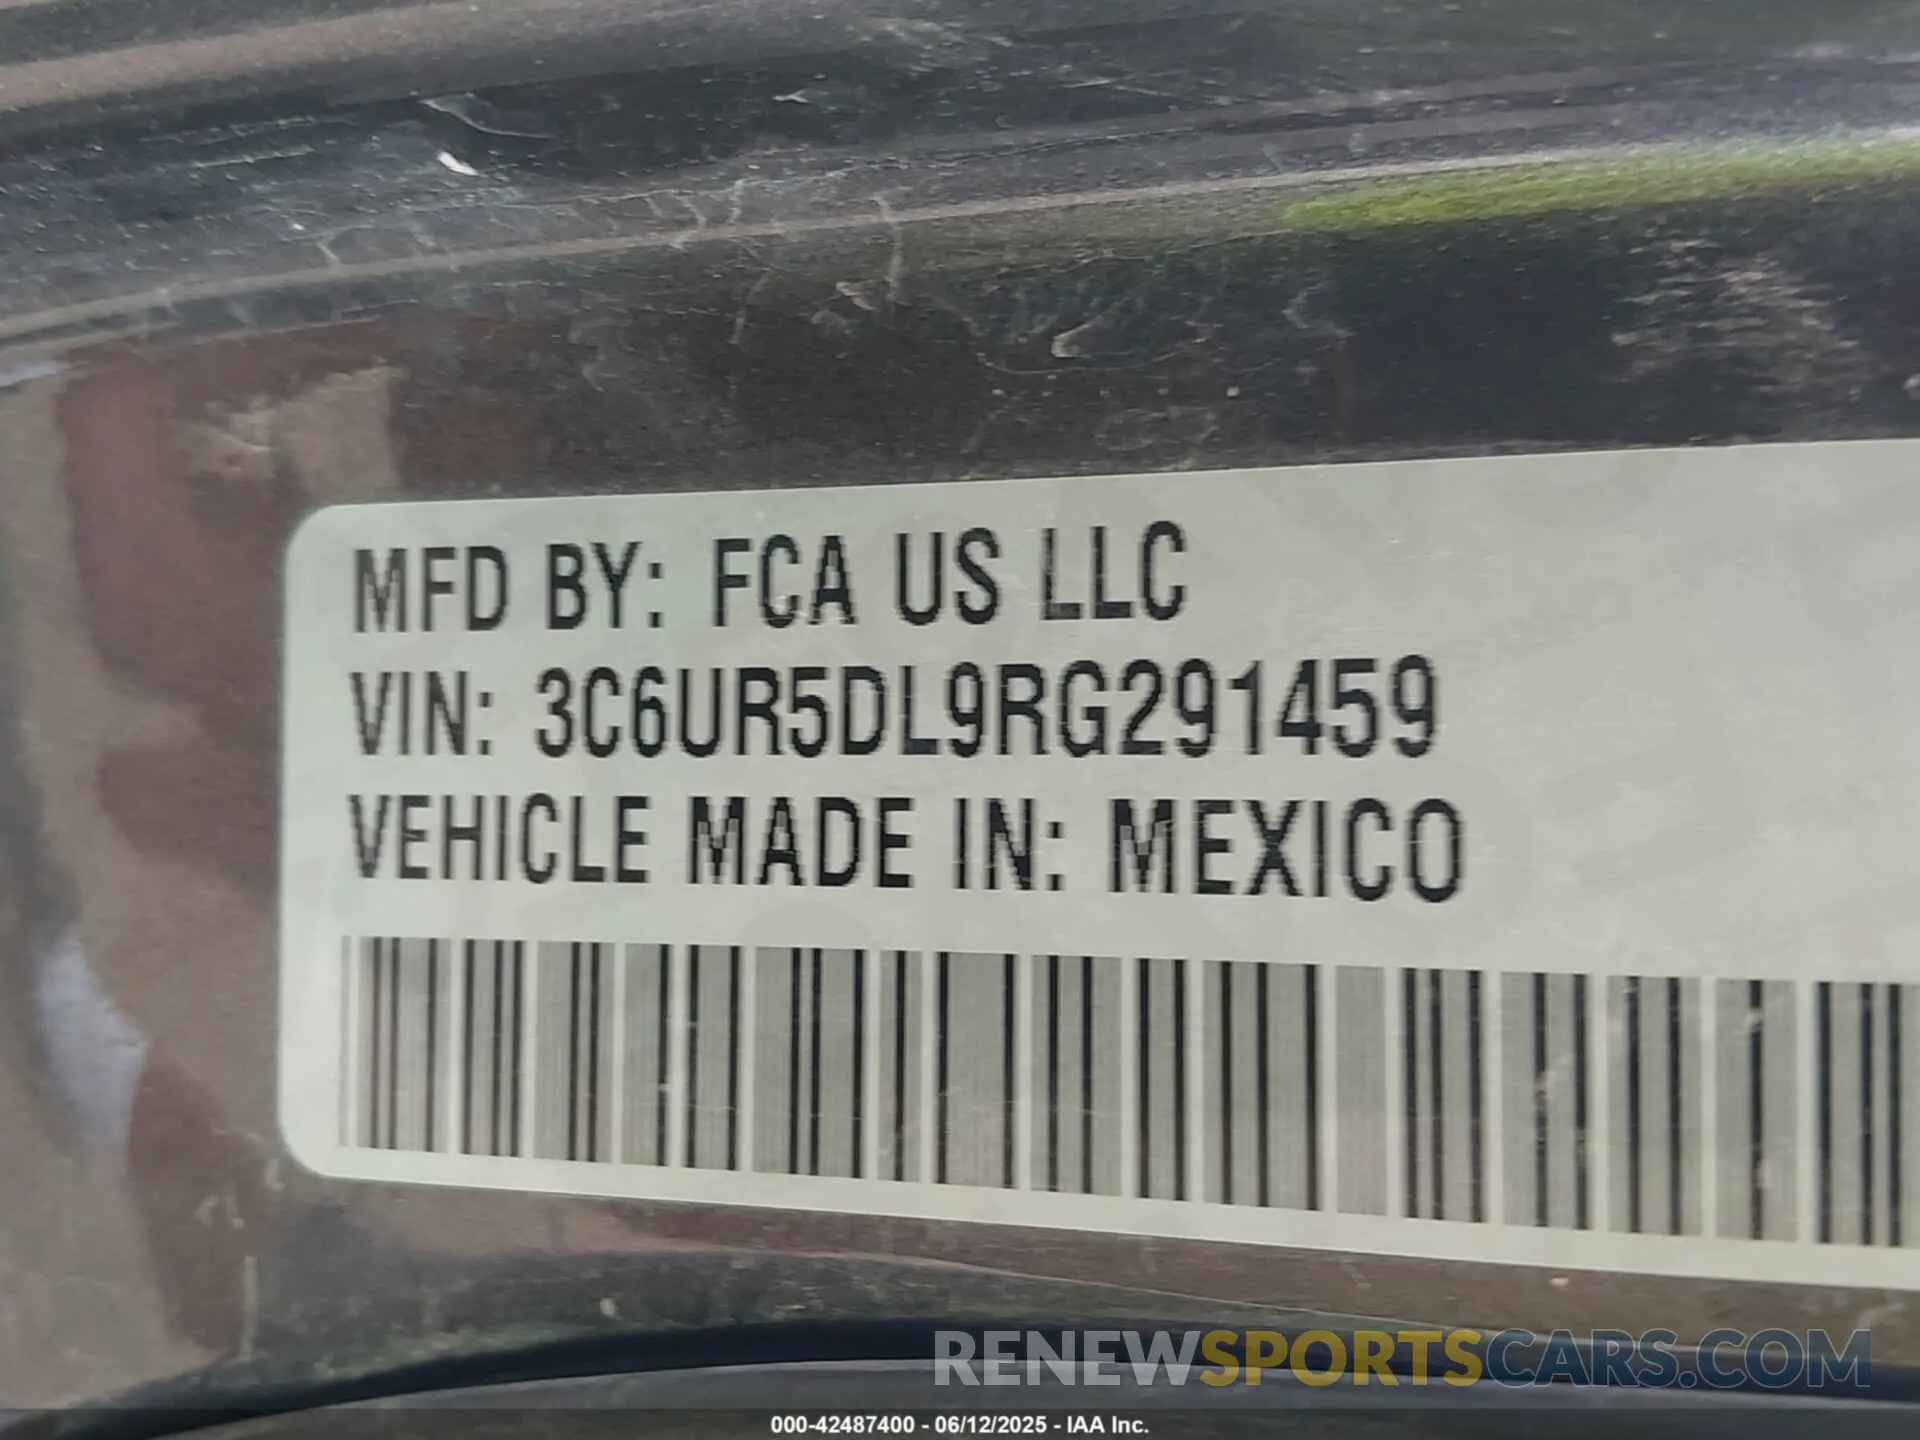 MFD BY: FCA US LLC
VIN: 3C6UR5DL9RG291459
VEHICLE MADE IN: MEXICO
RENEWSPORTSCARS.COM
000-42487400 - 06/12/2025 - IAA Inc.